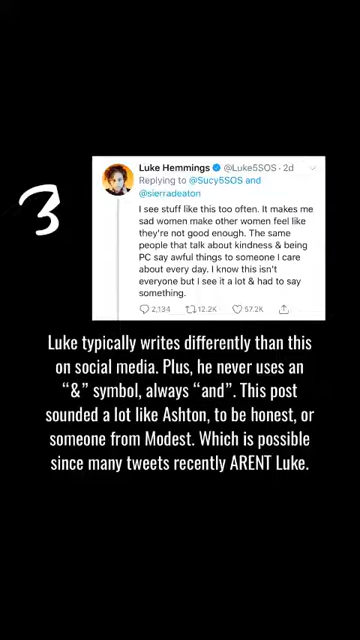 3
Luke Hemmings @Luke5SOS · 2d
Replying to @Sucy5SOS and
@sierradeaton
I see stuff like this too often. It makes me
sad women make other women feel like
they're not good enough. The same
people that talk about kindness & being
PC say awful things to someone I care
about every day. I know this isn't
everyone but I see it a lot & had to say
something.
2,134 12.2K 57.2K
Luke typically writes differently than this
on social media. Plus, he never uses an
“&” symbol, always “and”. This post
sounded a lot like Ashton, to be honest, or
someone from Modest. Which is possible
since many tweets recently ARENT Luke.